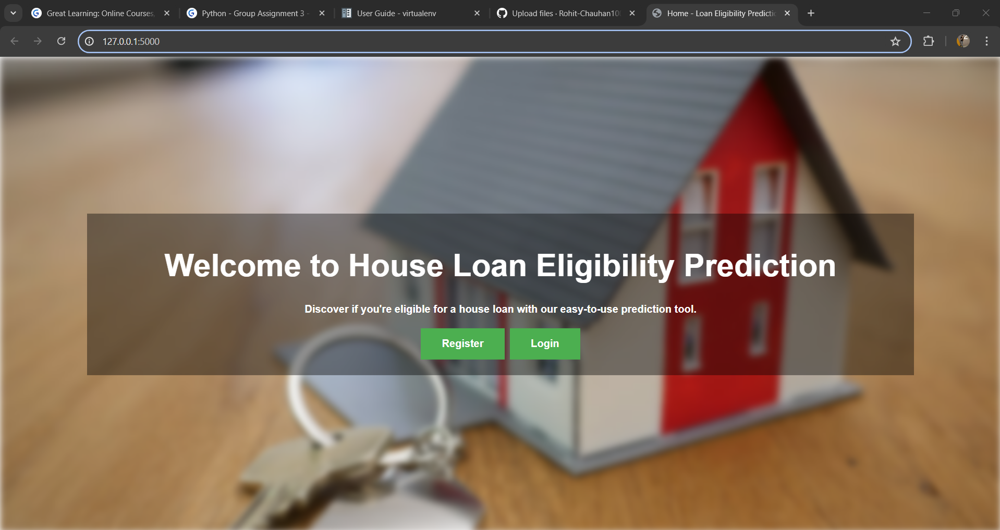 Great Learning: Online Courses,
Python - Group Assignment 3 -
User Guide - virtualenv
Upload files · Rohit-Chauhan10
Home - Loan Eligibility Predictio
127.0.0.1:5000
Welcome to House Loan Eligibility Prediction
Discover if you're eligible for a house loan with our easy-to-use prediction tool.
Register
Login